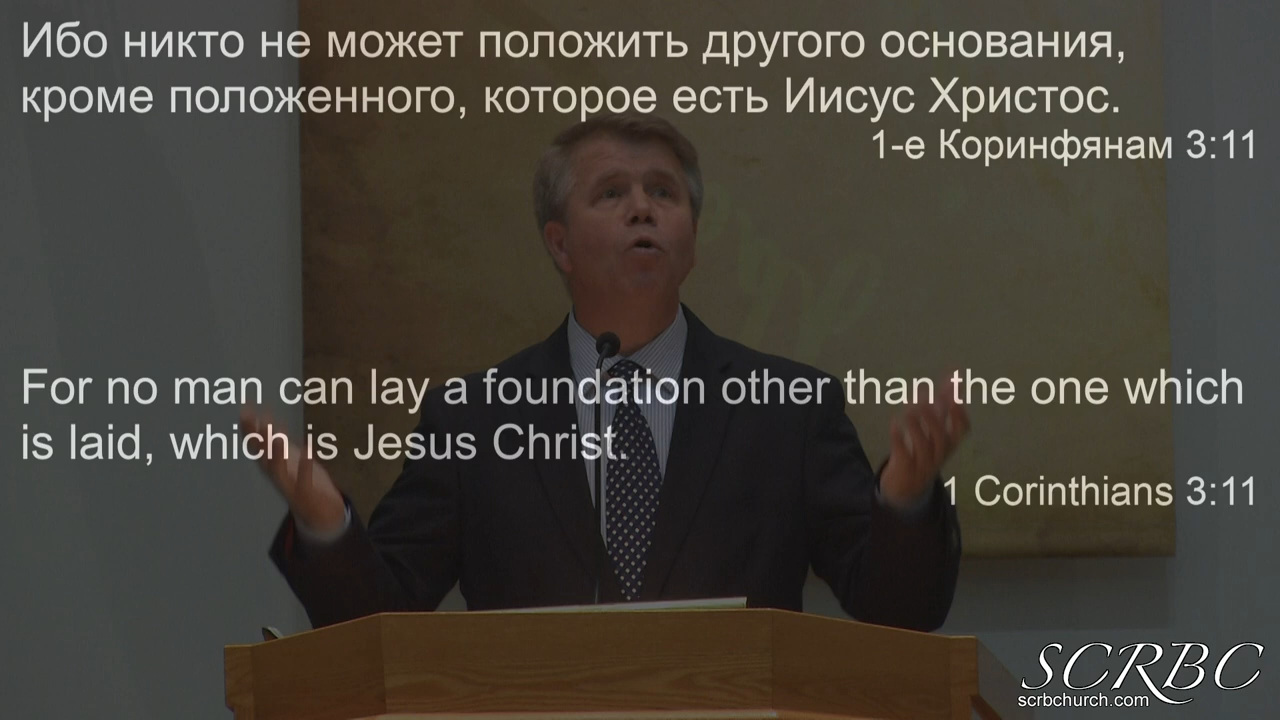 Ибо никто не может положить другого основания,
кроме положенного, которое есть Иисус Христос.
1-е Коринфянам 3:11
For no man can lay a foundation other than the one which
is laid, which is Jesus Christ.
1 Corinthians 3:11
SCRBC
scrbchurch.com